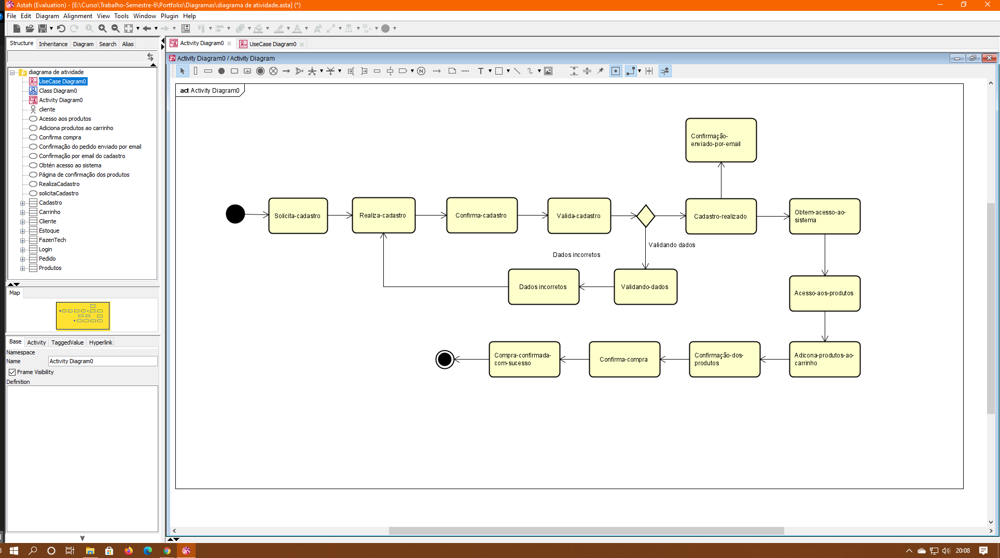 Astah (Evaluation) - [E:\Curso\Trabalho-Semestre-6\Portfolio\Diagramas\diagrama de atividade.asta] (*)
File Edit Diagram Alignment View Tools Window Plugin Help
Structure Inheritance Diagram Search Alias
diagrama de atividade
UseCase Diagram0
Class Diagram0
Activity Diagram0
cliente
Acesso aos produtos
Adiciona produtos ao carrinho
Confirma compra
Confirmação do pedido enviado por email
Confirmação por email do cadastro
Obtén acesso ao sistema
Página de confirmação dos produtos
RealizaCadastro
solicitaCadastro
Cadastro
Carrinho
Cliente
Estoque
FazenTech
Login
Pedido
Produtos
Map
Base Activity TaggedValue Hyperlink
Namespace
Name Activity Diagram0
Frame Visibility
Definition
Activity Diagram0 UseCase Diagram0
Activity Diagram0 / Activity Diagram
N T
act Activity Diagram0
Confirmação-
enviado-por-email
Solicita-cadastro
Realiza-cadastro
Confirma-cadastro
Valida-cadastro
Cadastro-realizado
Obtem-acesso-ao-
sistema
Validando dados
Dados incorretos
Dados incorretos
Validando-dados
Acesso-aos-produtos
Compra-confirmada-
com-sucesso
Confirma-compra
Confirmação-dos-
produtos
Adicona-produtos-ao-
carrinho
20:08